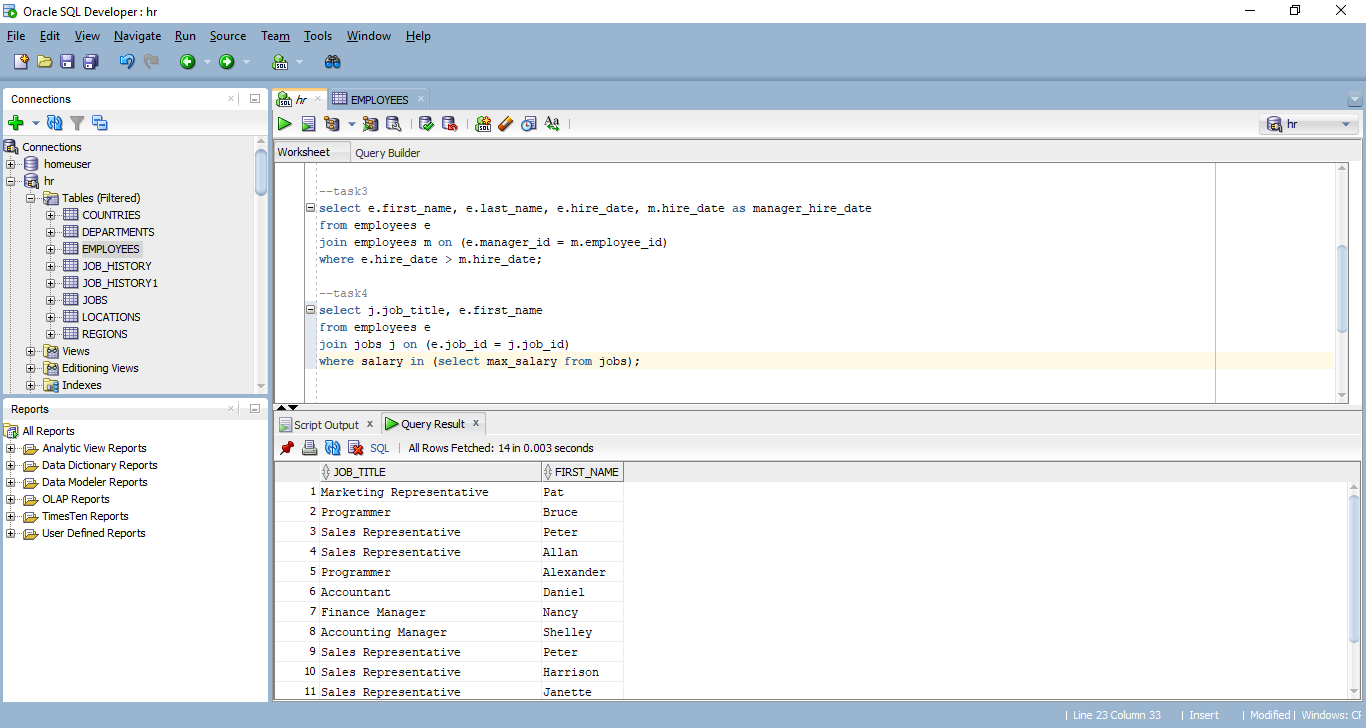 Oracle SQL Developer : hr
File Edit View Navigate Run Source Team Tools Window Help
Connections
Connections
homeuser
hr
Tables (Filtered)
COUNTRIES
DEPARTMENTS
EMPLOYEES
JOB_HISTORY
JOB_HISTORY1
JOBS
LOCATIONS
REGIONS
Views
Editioning Views
Indexes
Reports
All Reports
Analytic View Reports
Data Dictionary Reports
Data Modeler Reports
OLAP Reports
TimesTen Reports
User Defined Reports
hr EMPLOYEES
hr
Worksheet Query Builder
--task3
select e.first_name, e.last_name, e.hire_date, m.hire_date as manager_hire_date
from employees e
join employees m on (e.manager_id = m.employee_id)
where e.hire_date > m.hire_date;
--task4
select j.job_title, e.first_name
from employees e
join jobs j on (e.job_id = j.job_id)
where salary in (select max_salary from jobs);
Script Output x Query Result x
SQL | All Rows Fetched: 14 in 0.003 seconds
JOB_TITLE FIRST_NAME
1 Marketing Representative Pat
2 Programmer Bruce
3 Sales Representative Peter
4 Sales Representative Allan
5 Programmer Alexander
6 Accountant Daniel
7 Finance Manager Nancy
8 Accounting Manager Shelley
9 Sales Representative Peter
10 Sales Representative Harrison
11 Sales Representative Janette
| Line 23 Column 33 | Insert | Modified | Windows: CF